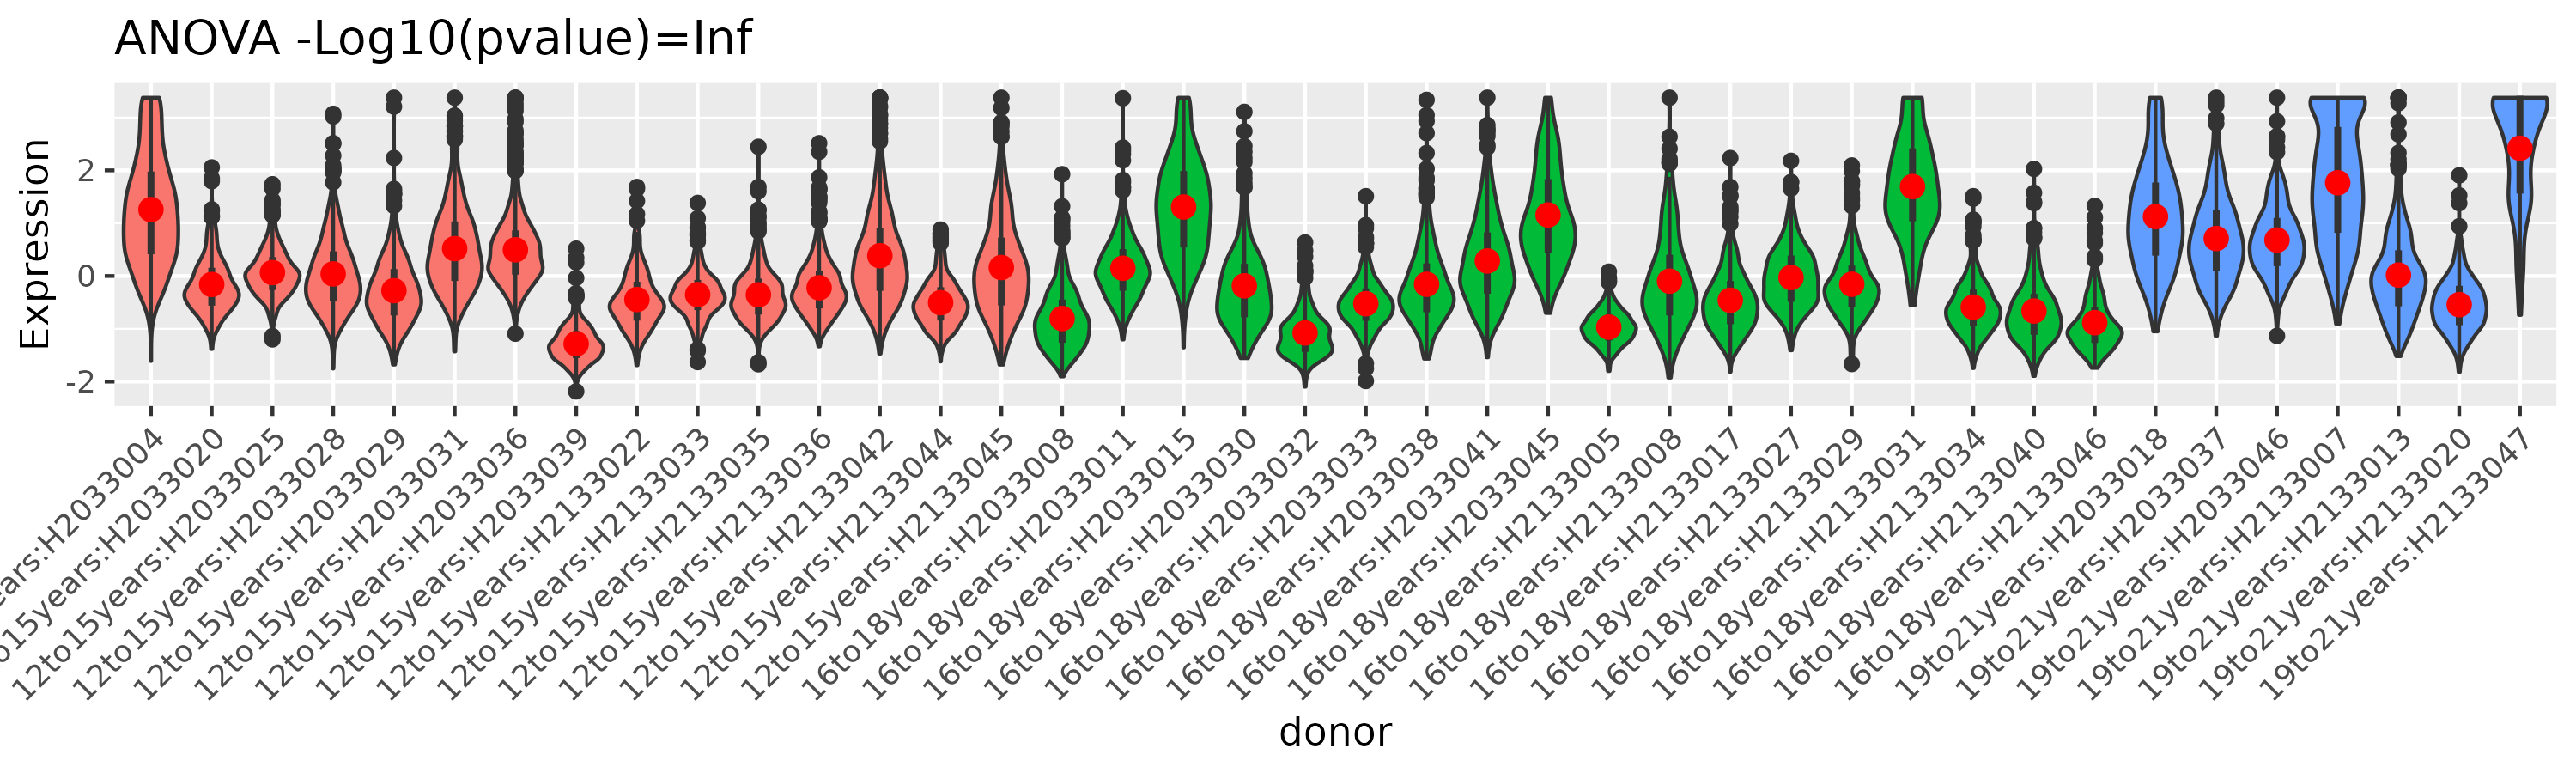 ANOVA -Log10(pvalue)=Inf
Expression
2
0
-2
ears:H2033004
o15years:H2033020
12to15years:H2033025
12to15years:H2033028
12to15years:H2033029
12to15years:H2033031
12to15years:H2033036
12to15years:H2033039
12to15years:H2133022
12to15years:H2133033
12to15years:H2133035
12to15years:H2133036
12to15years:H2133042
12to15years:H2133044
12to15years:H2133045
16to18years:H2033008
16to18years:H2033011
16to18years:H2033015
16to18years:H2033030
16to18years:H2033032
16to18years:H2033033
16to18years:H2033038
16to18years:H2033041
16to18years:H2033045
16to18years:H2133005
16to18years:H2133008
16to18years:H2133017
16to18years:H2133027
16to18years:H2133029
16to18years:H2133031
16to18years:H2133034
16to18years:H2133040
16to18years:H2133046
19to21years:H2033018
19to21years:H2033037
19to21years:H2033046
19to21years:H2133007
19to21years:H2133013
19to21years:H2133020
19to21years:H2133047
donor